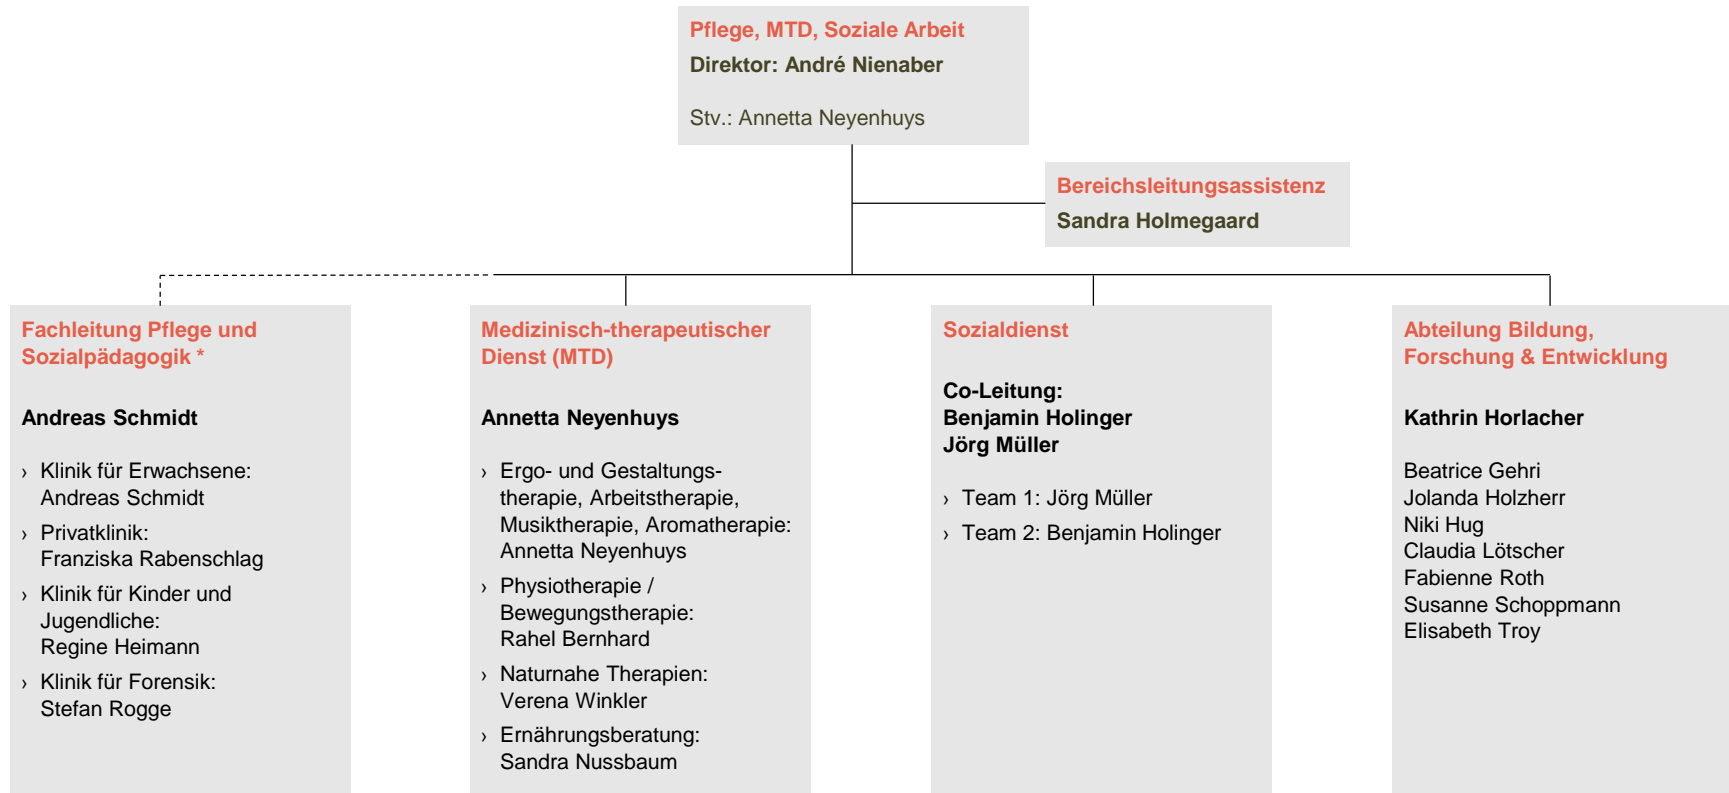 Pflege, MTD, Soziale Arbeit
Direktor: André Nienaber
Stv.: Annetta Neyenhuys
Bereichsleitungsassistenz
Sandra Holmegaard
Fachleitung Pflege und
Sozialpädagogik *
Andreas Schmidt
› Klinik für Erwachsene:
Andreas Schmidt
› Privatklinik:
Franziska Rabenschlag
› Klinik für Kinder und
Jugendliche:
Regine Heimann
› Klinik für Forensik:
Stefan Rogge
Medizinisch-therapeutischer
Dienst (MTD)
Annetta Neyenhuys
› Ergo- und Gestaltungs-
therapie, Arbeitstherapie,
Musiktherapie, Aromatherapie:
Annetta Neyenhuys
› Physiotherapie /
Bewegungstherapie:
Rahel Bernhard
› Naturnahe Therapien:
Verena Winkler
› Ernährungsberatung:
Sandra Nussbaum
Sozialdienst
Co-Leitung:
Benjamin Holinger
Jörg Müller
› Team 1: Jörg Müller
› Team 2: Benjamin Holinger
Abteilung Bildung,
Forschung & Entwicklung
Kathrin Horlacher
Beatrice Gehri
Jolanda Holzherr
Niki Hug
Claudia Lötscher
Fabienne Roth
Susanne Schoppmann
Elisabeth Troy